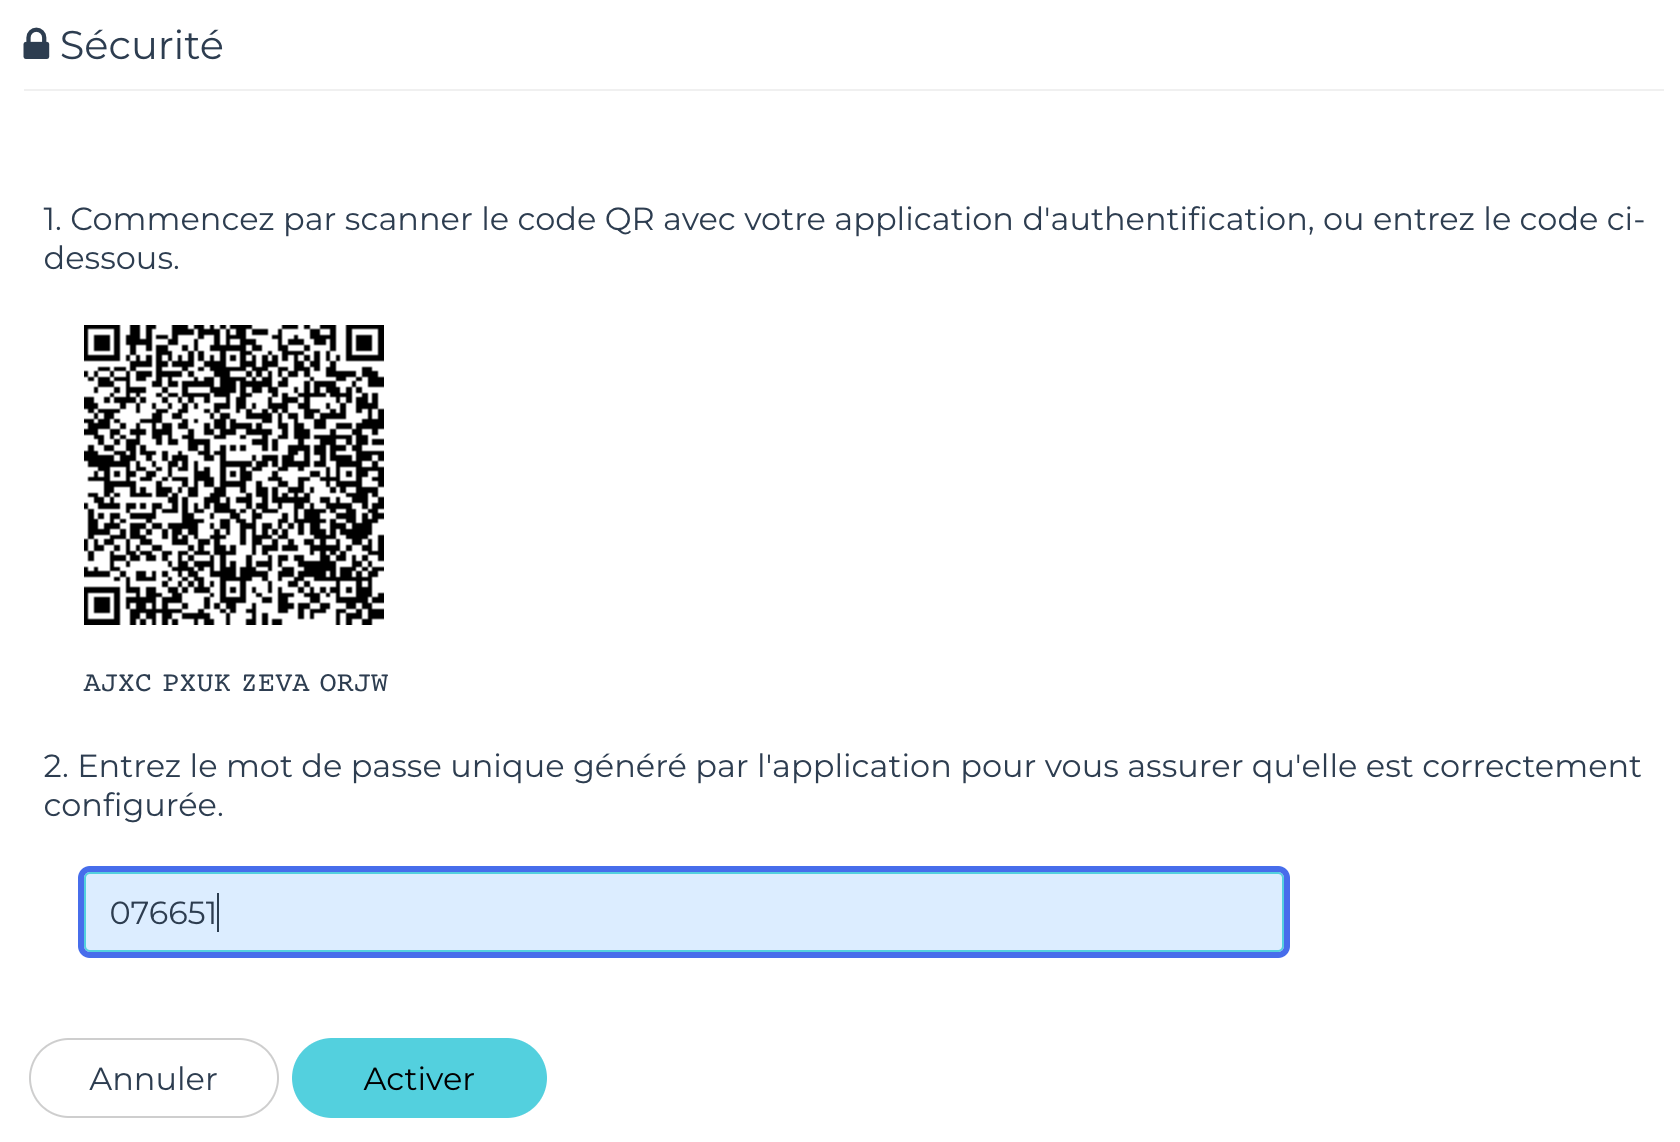 Sécurité
1. Commencez par scanner le code QR avec votre application d'authentification, ou entrez le code ci-
dessous.
AJXC PXUK ZEVA ORJW
2. Entrez le mot de passe unique généré par l'application pour vous assurer qu'elle est correctement
configurée.
076651
Annuler
Activer